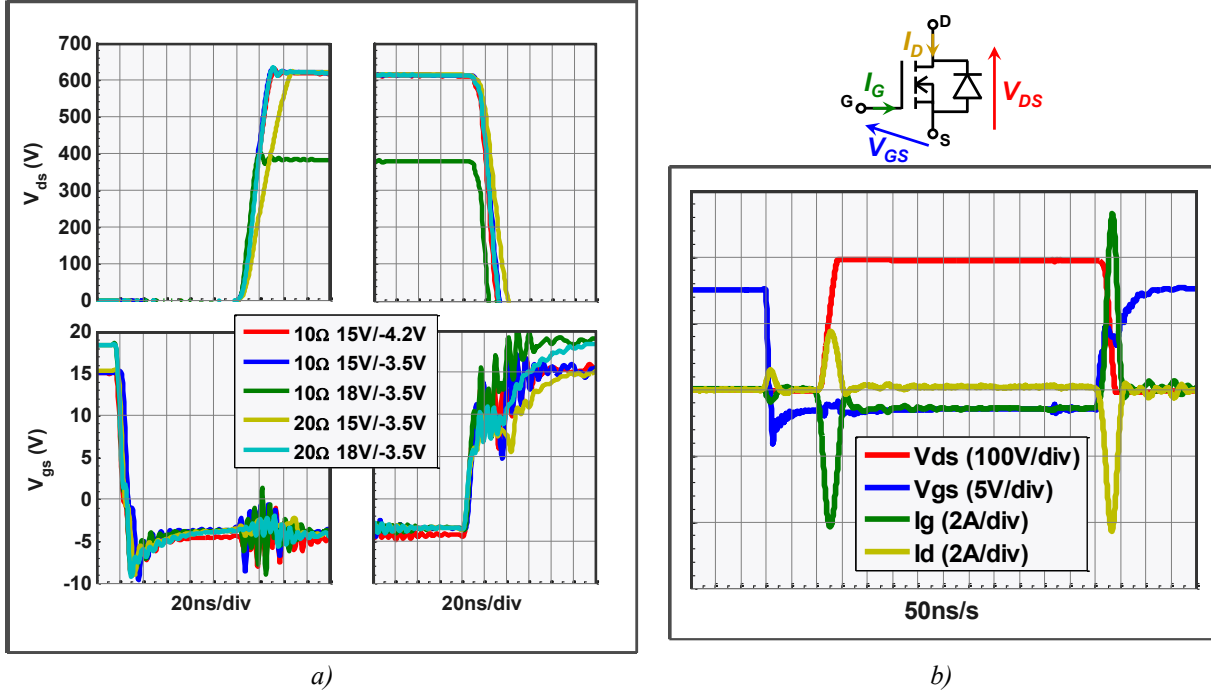 700
600
500
400
300
200
100
0
V_ds (V)
20
15
10
5
0
-5
-10
V_gs (V)
10Ω 15V/-4.2V
10Ω 15V/-3.5V
10Ω 18V/-3.5V
20Ω 15V/-3.5V
20Ω 18V/-3.5V
20ns/div
20ns/div
a)
D
I_D
I_G
G
V_DS
S
V_GS
Vds (100V/div)
Vgs (5V/div)
Ig (2A/div)
Id (2A/div)
50ns/s
b)